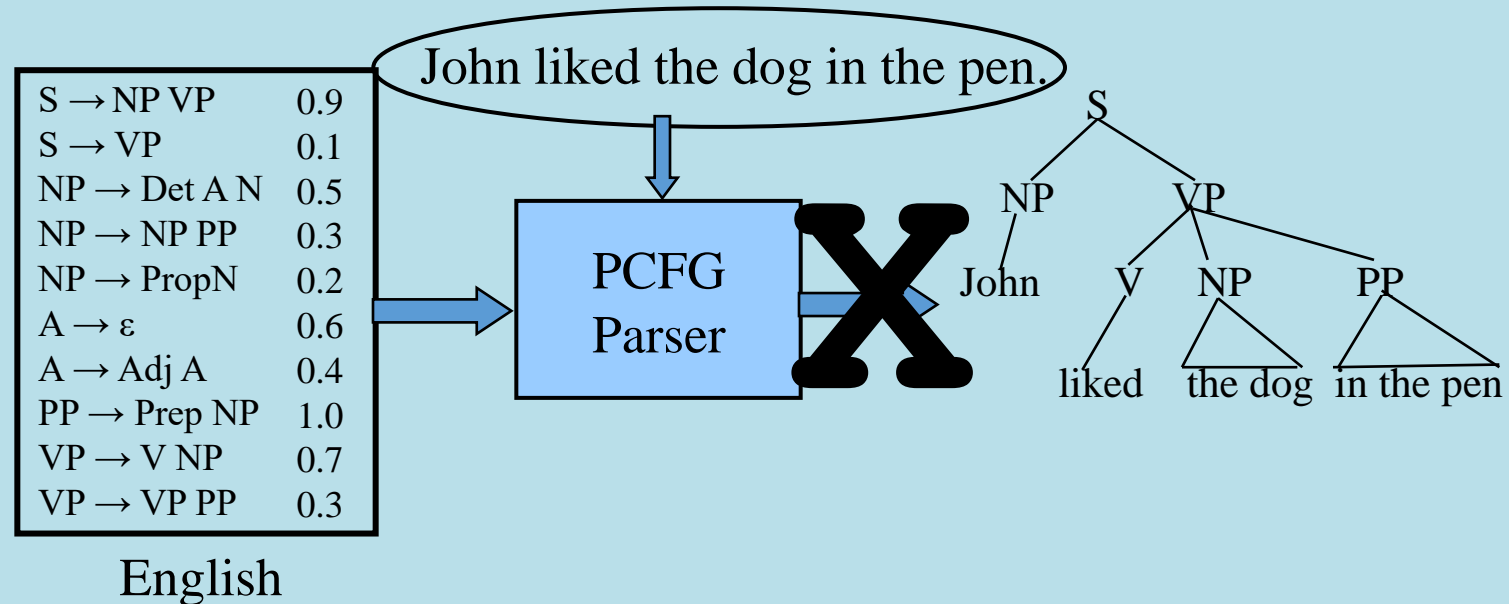 John liked the dog in the pen.
S → NP VP 0.9
S → VP 0.1
NP → Det A N 0.5
NP → NP PP 0.3
NP → PropN 0.2
A → ε 0.6
A → Adj A 0.4
PP → Prep NP 1.0
VP → V NP 0.7
VP → VP PP 0.3
English
PCFG
Parser
X
S
NP VP
John V NP PP
liked the dog in the pen